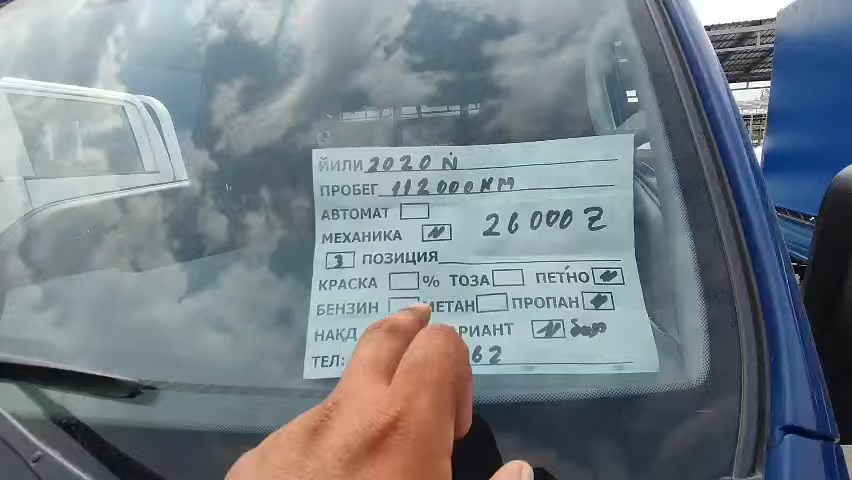 ЙИЛИ 2020 й
ПРОБЕГ 112000 КМ
АВТОМАТ
МЕХАНИКА 26000
3 ПОЗИЦИЯ
КРАСКА % ТОЗА ПЕТНО
БЕНЗИН МЕТАН ПРОПАН
НАКД ВАРИАНТ бор
ТЕЛ: 62